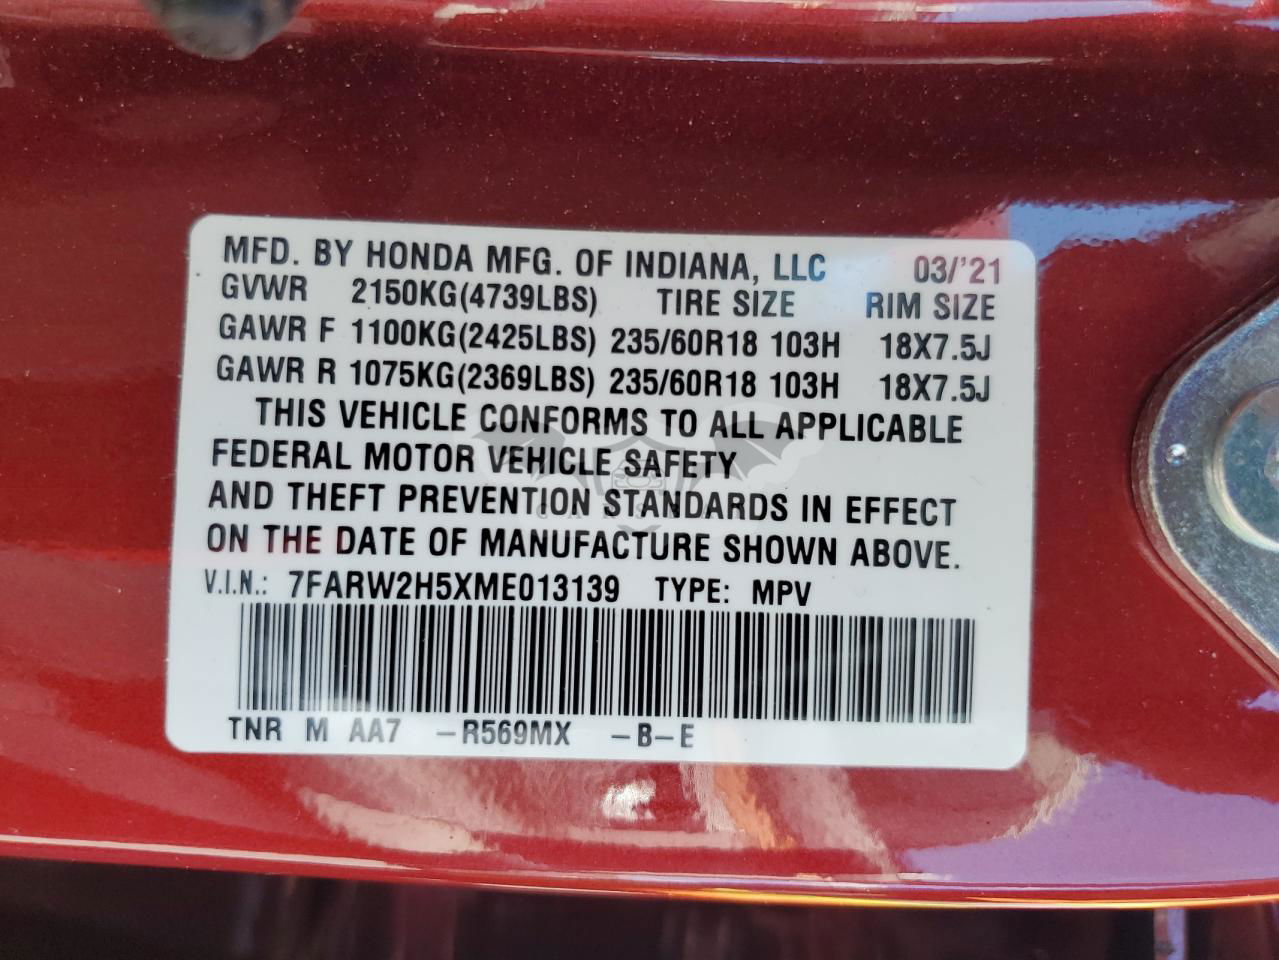 MFD. BY HONDA MFG. OF INDIANA, LLC 03/'21
GVWR 2150KG(4739LBS) TIRE SIZE RIM SIZE
GAWR F 1100KG(2425LBS) 235/60R18 103H 18X7.5J
GAWR R 1075KG(2369LBS) 235/60R18 103H 18X7.5J
THIS VEHICLE CONFORMS TO ALL APPLICABLE
FEDERAL MOTOR VEHICLE SAFETY
AND THEFT PREVENTION STANDARDS IN EFFECT
ON THE DATE OF MANUFACTURE SHOWN ABOVE.
V.I.N.: 7FARW2H5XME013139 TYPE: MPV
TNR M AA7 -R569MX -B-E